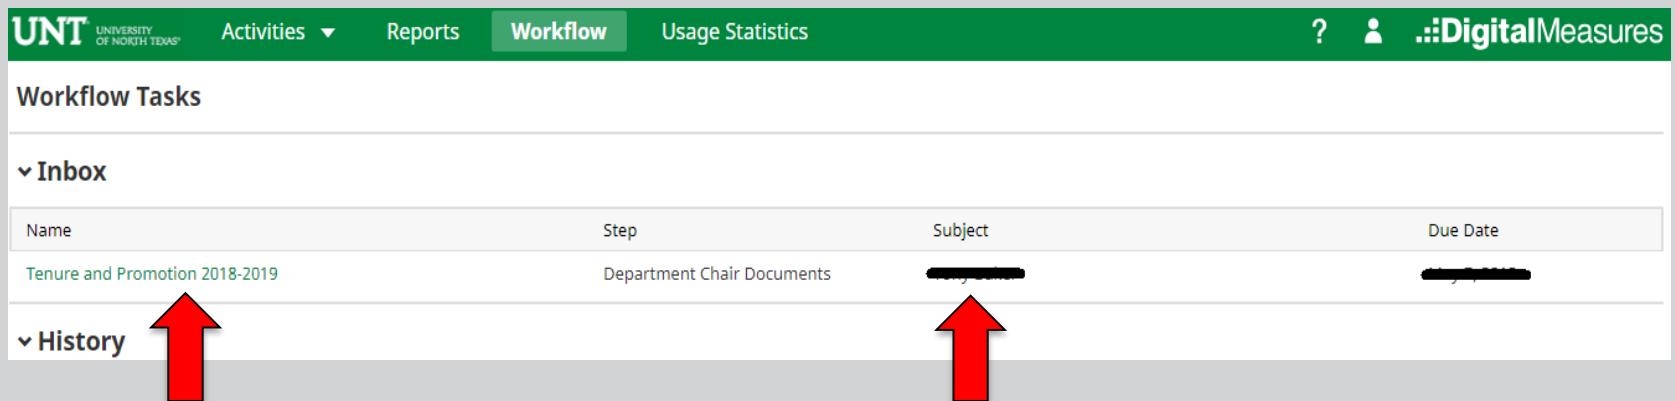 UNT UNIVERSITY OF NORTH TEXAS® Activities Reports Workflow Usage Statistics ? .::DigitalMeasures
Workflow Tasks
Inbox
Name Step Subject Due Date
Tenure and Promotion 2018-2019 Department Chair Documents
History